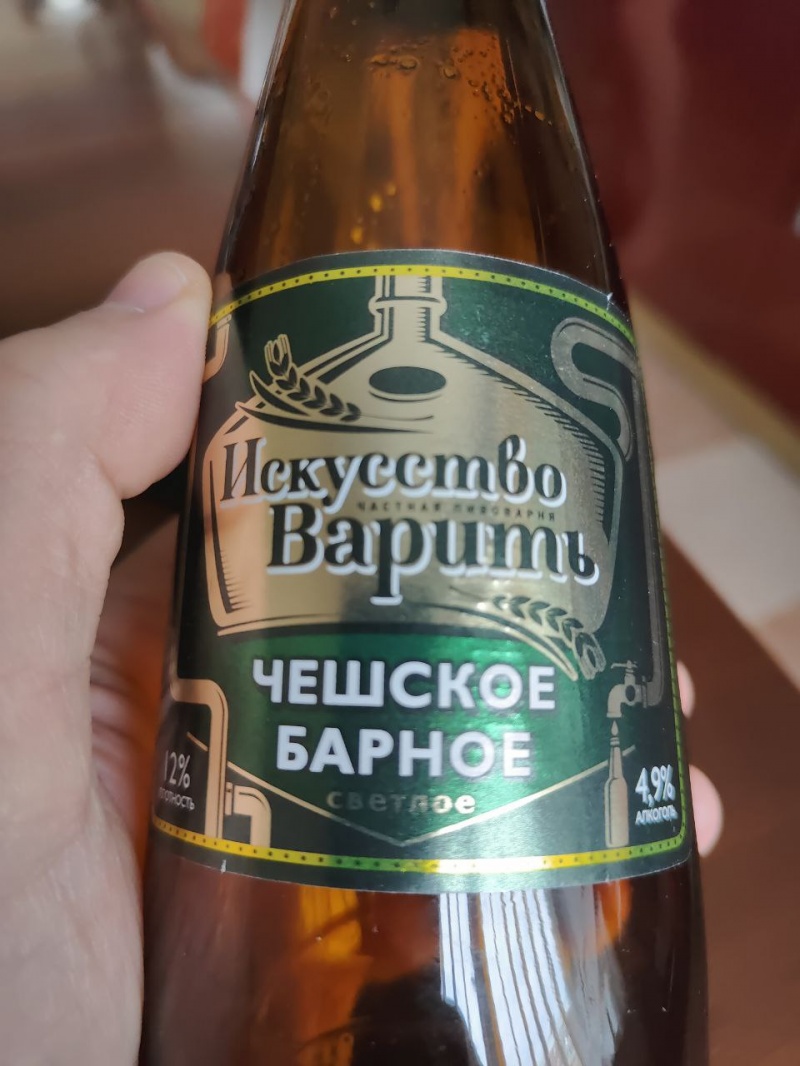 Искусство
ЧАСТНАЯ ПИВОВАРНЯ
Варить
ЧЕШСКОЕ
БАРНОЕ
светлое
12%
ПЛОТНОСТЬ
4,9%
АЛКОГОЛЬ